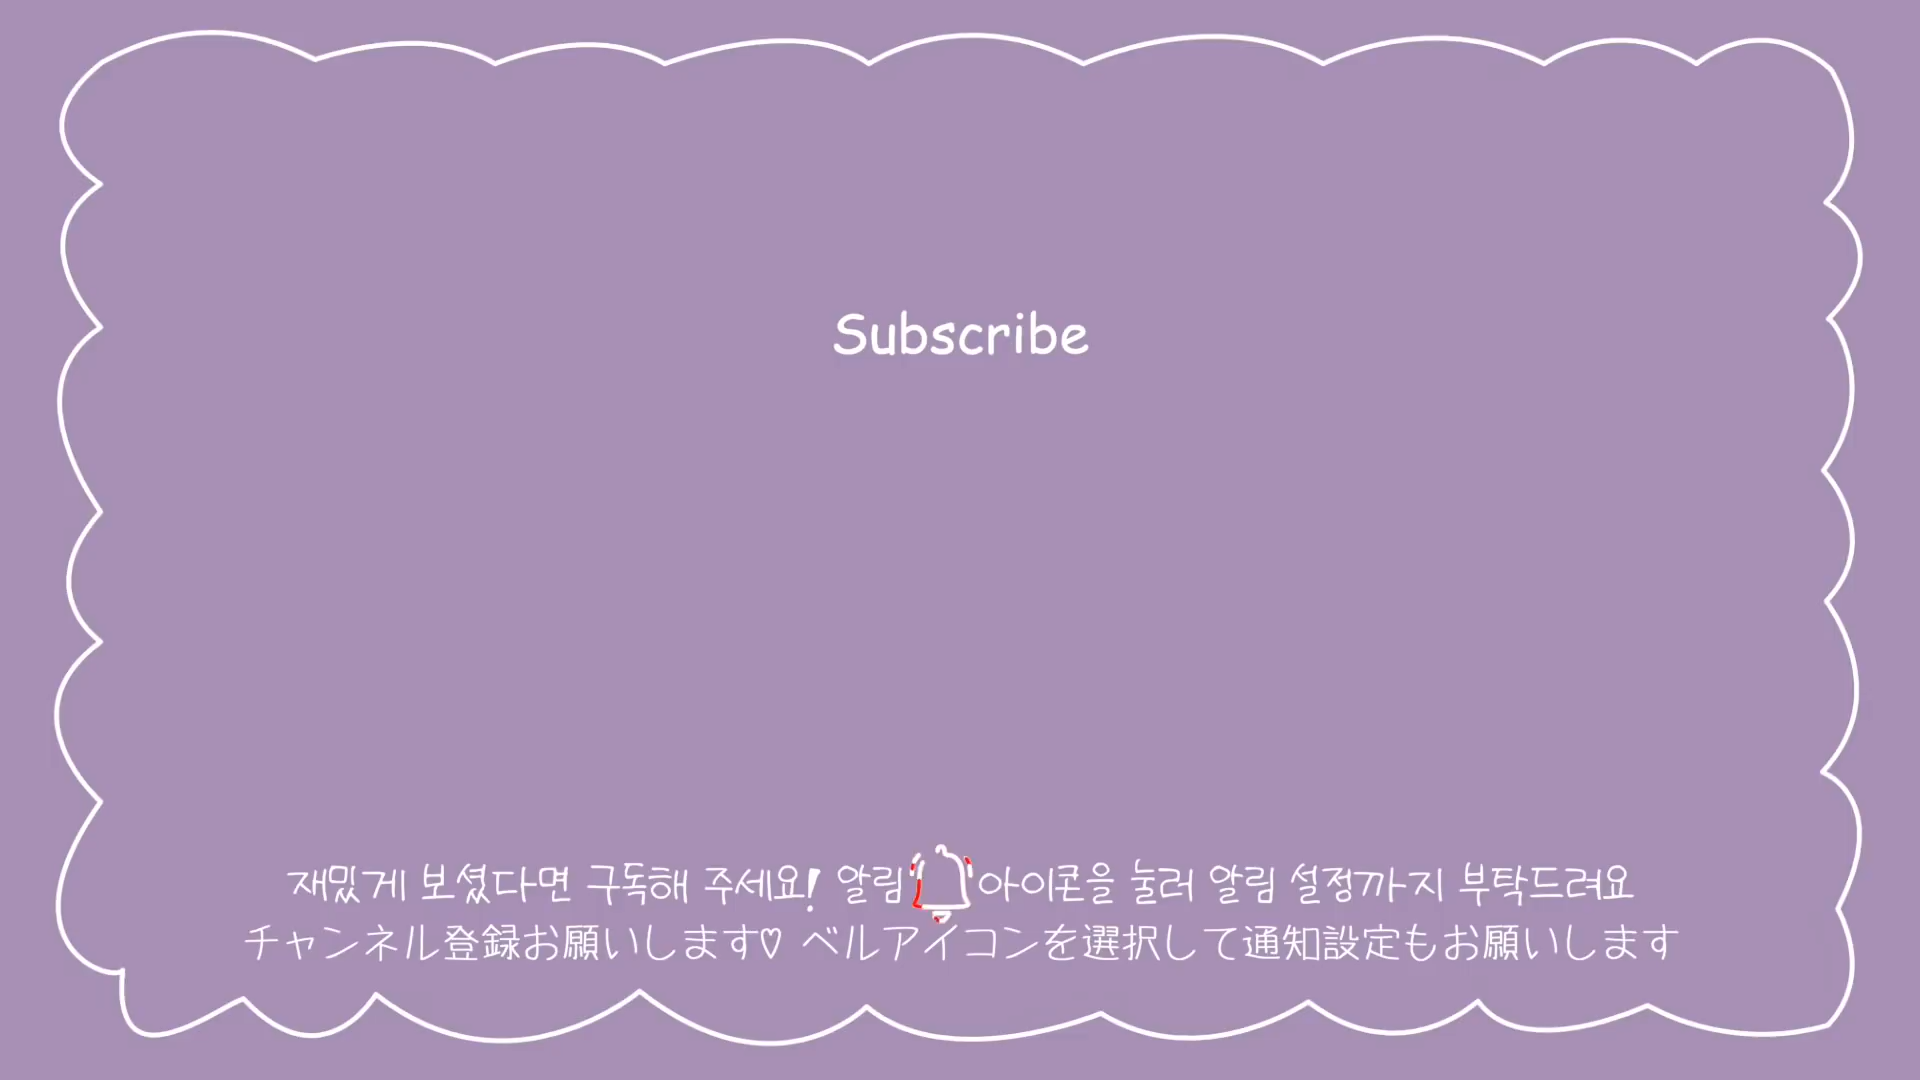 Subscribe
재밌게 보셨다면 구독해 주세요! 알림 아이콘을 눌러 알림 설정까지 부탁드려요
チャンネル登録お願いします♡ ベルアイコンを選択して通知設定もお願いします